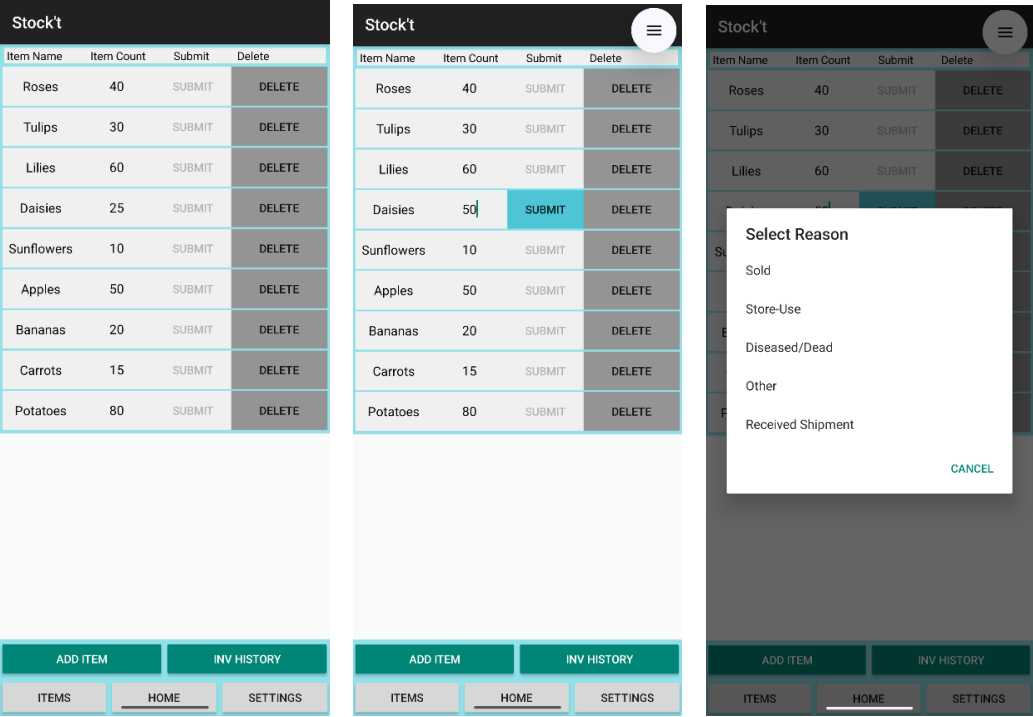 Stock't
Item Name Item Count Submit Delete
Roses 40 SUBMIT DELETE
Tulips 30 SUBMIT DELETE
Lilies 60 SUBMIT DELETE
Daisies 25 SUBMIT DELETE
Sunflowers 10 SUBMIT DELETE
Apples 50 SUBMIT DELETE
Bananas 20 SUBMIT DELETE
Carrots 15 SUBMIT DELETE
Potatoes 80 SUBMIT DELETE
ADD ITEM INV HISTORY
ITEMS HOME SETTINGS
Stock't
Item Name Item Count Submit Delete
Roses 40 SUBMIT DELETE
Tulips 30 SUBMIT DELETE
Lilies 60 SUBMIT DELETE
Daisies 50 SUBMIT DELETE
Sunflowers 10 SUBMIT DELETE
Apples 50 SUBMIT DELETE
Bananas 20 SUBMIT DELETE
Carrots 15 SUBMIT DELETE
Potatoes 80 SUBMIT DELETE
ADD ITEM INV HISTORY
ITEMS HOME SETTINGS
Stock't
Item Name Item Count Submit Delete
Roses 40 SUBMIT DELETE
Tulips 30 SUBMIT DELETE
Lilies 60 SUBMIT DELETE
Select Reason
Sold
Store-Use
Diseased/Dead
Other
Received Shipment
CANCEL
ADD ITEM INV HISTORY
ITEMS HOME SETTINGS